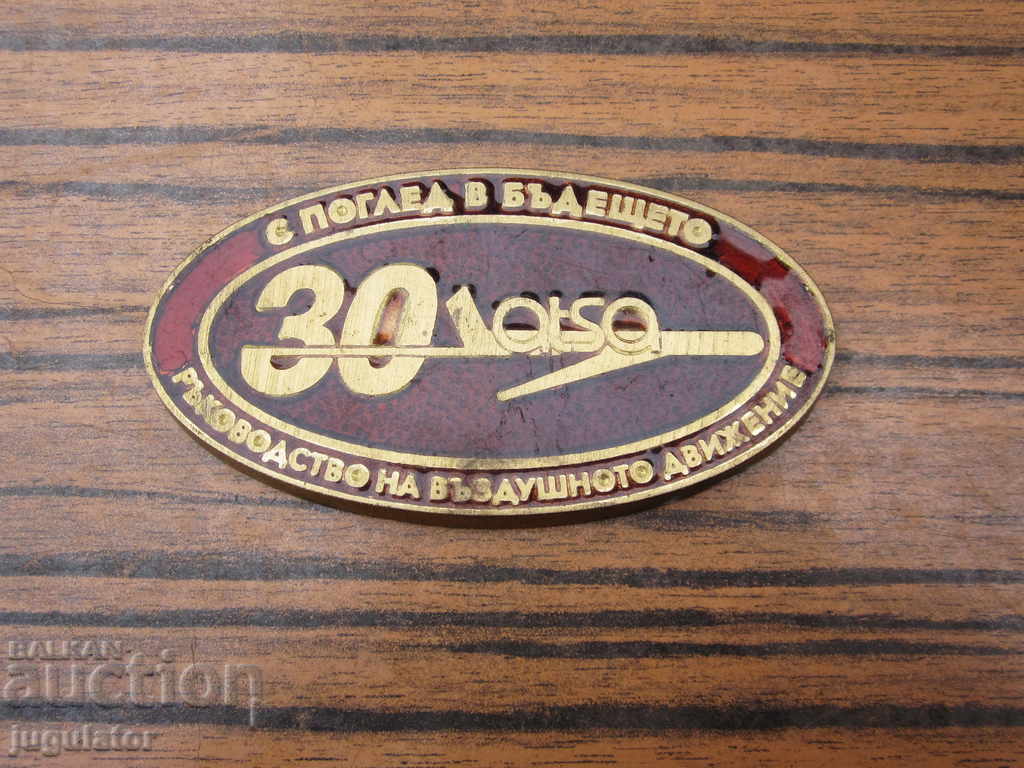 С ПОГЛЕД В БЪДЕЩЕТО
30 atsa
РЪКОВОДСТВО НА ВЪЗДУШНОТО ДВИЖЕНИЕ
BALKAN
auction
jugulator